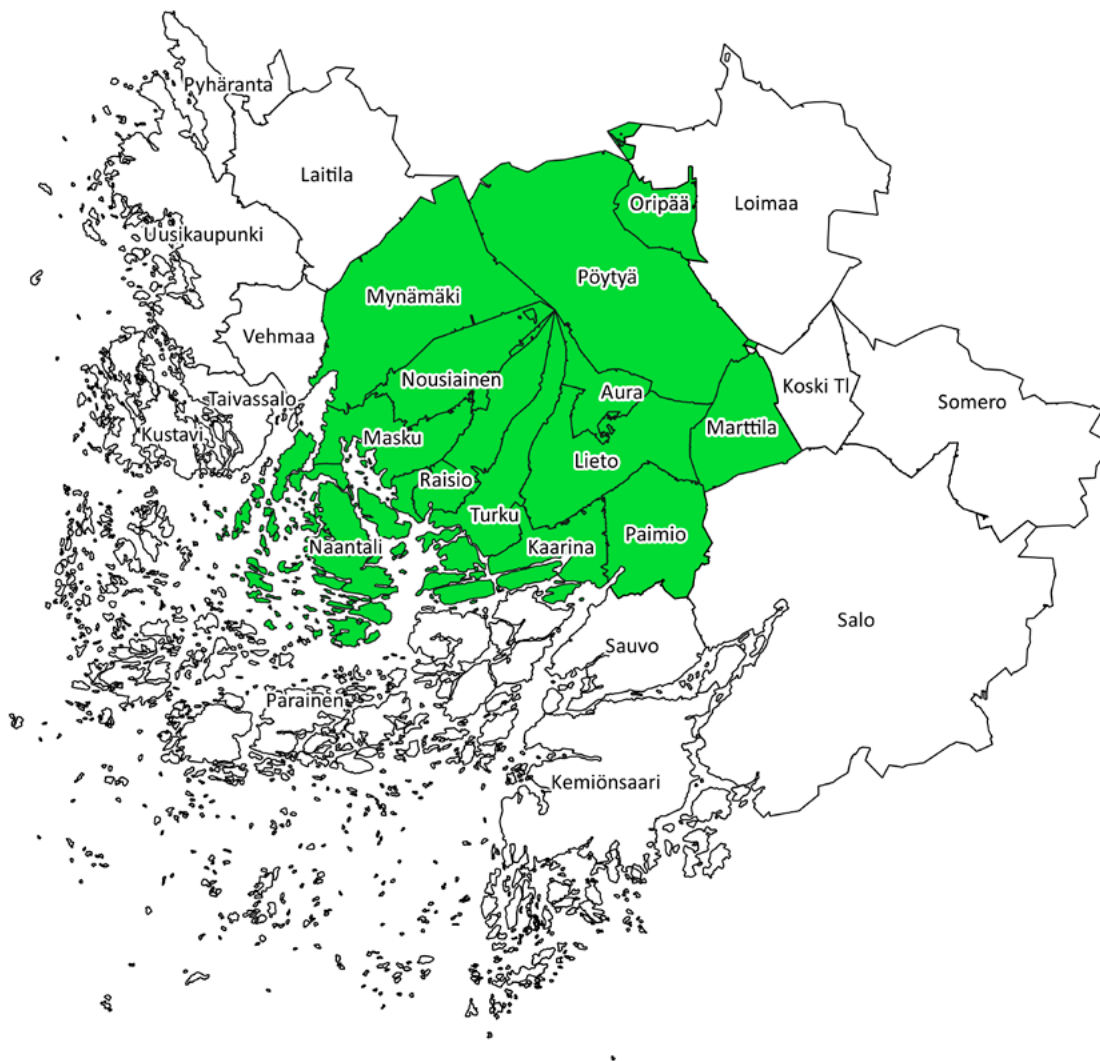 Pyhäranta
Laitila
Oripää
Loimaa
Uusikaupunki
Pöytyä
Mynämäki
Vehmaa
Nousiainen
Aura
Koski Tl
Taivassalo
Somero
Kustavi
Masku
Marttila
Lieto
Raisio
Turku
Paimio
Naantali
Kaarina
Salo
Sauvo
Parainen
Kemiönsaari